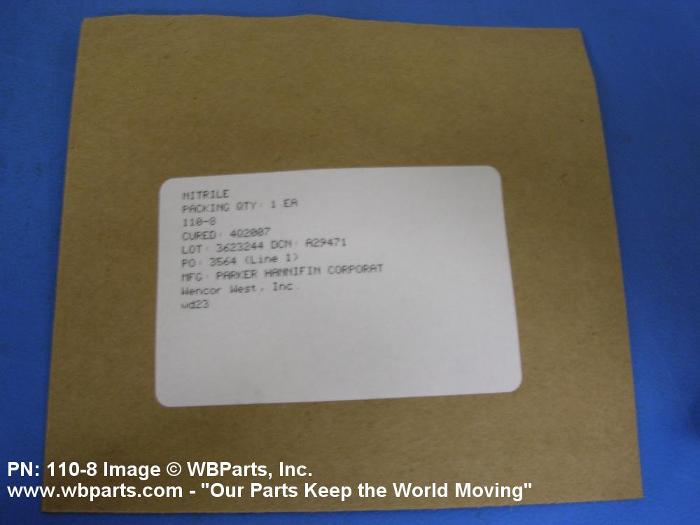 NITRILE
PACKING QTY: 1 EA
110-8
CURED: 4Q2007
LOT: 3623244 DCN: A29471
PO: 3564 (Line 1)
MFG: PARKER HANNIFIN CORPORAT
Wencor West, Inc.
wd23
PN: 110-8 Image © WBParts, Inc.
www.wbparts.com - "Our Parts Keep the World Moving"